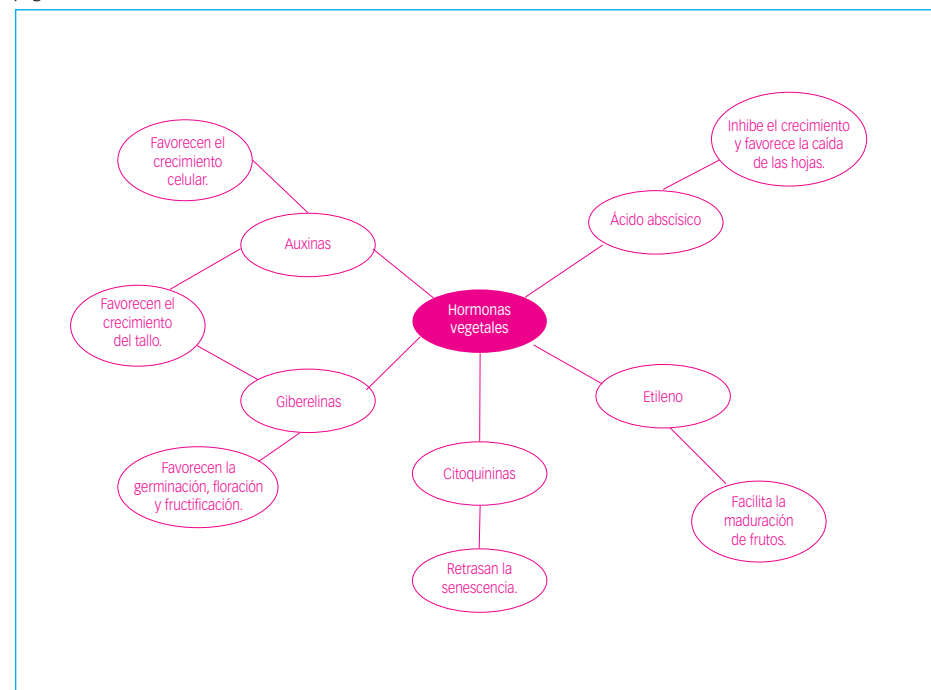 Inhibe el crecimiento
y favorece la caída
de las hojas.
Favorecen el
crecimiento
celular.
Ácido abscísico
Auxinas
Hormonas
vegetales
Favorecen el
crecimiento
del tallo.
Etileno
Giberelinas
Citoquininas
Favorecen la
germinación, floración
y fructificación.
Facilita la
maduración
de frutos.
Retrasan la
senescencia.